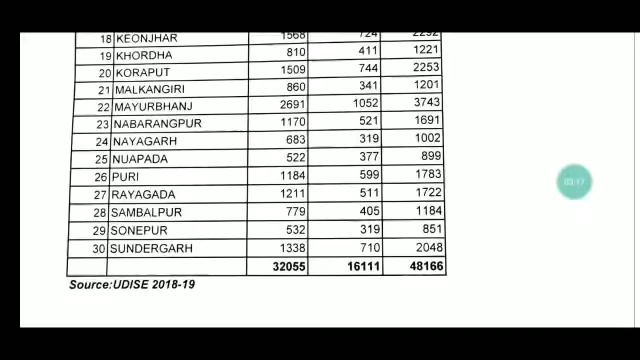 18 KEONJHAR 1568 724 2292
19 KHORDHA 810 411 1221
20 KORAPUT 1509 744 2253
21 MALKANGIRI 860 341 1201
22 MAYURBHANJ 2691 1052 3743
23 NABARANGPUR 1170 521 1691
24 NAYAGARH 683 319 1002
25 NUAPADA 522 377 899
26 PURI 1184 599 1783
27 RAYAGADA 1211 511 1722
28 SAMBALPUR 779 405 1184
29 SONEPUR 532 319 851
30 SUNDERGARH 1338 710 2048
32055 16111 48166
Source:UDISE 2018-19
03:17